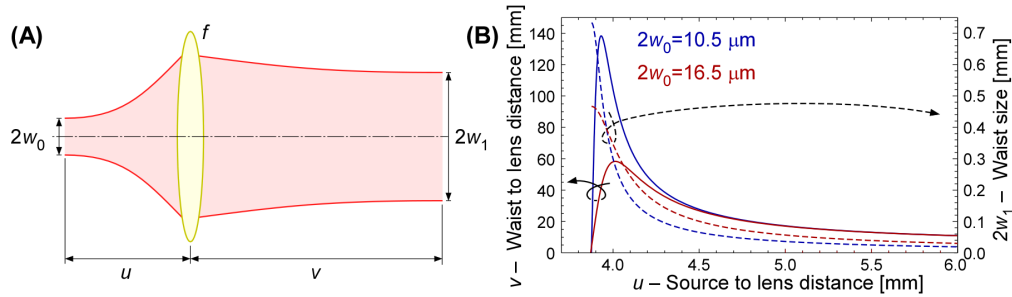 (A)
f
2w0
2w1
u
v
(B)
2w0=10.5 μm
2w0=16.5 μm
v – Waist to lens distance [mm]
140
120
100
80
60
40
20
0
4.0
4.5
5.0
5.5
6.0
u – Source to lens distance [mm]
0.7
0.6
0.5
0.4
0.3
0.2
0.1
0.0
2w1 – Waist size [mm]